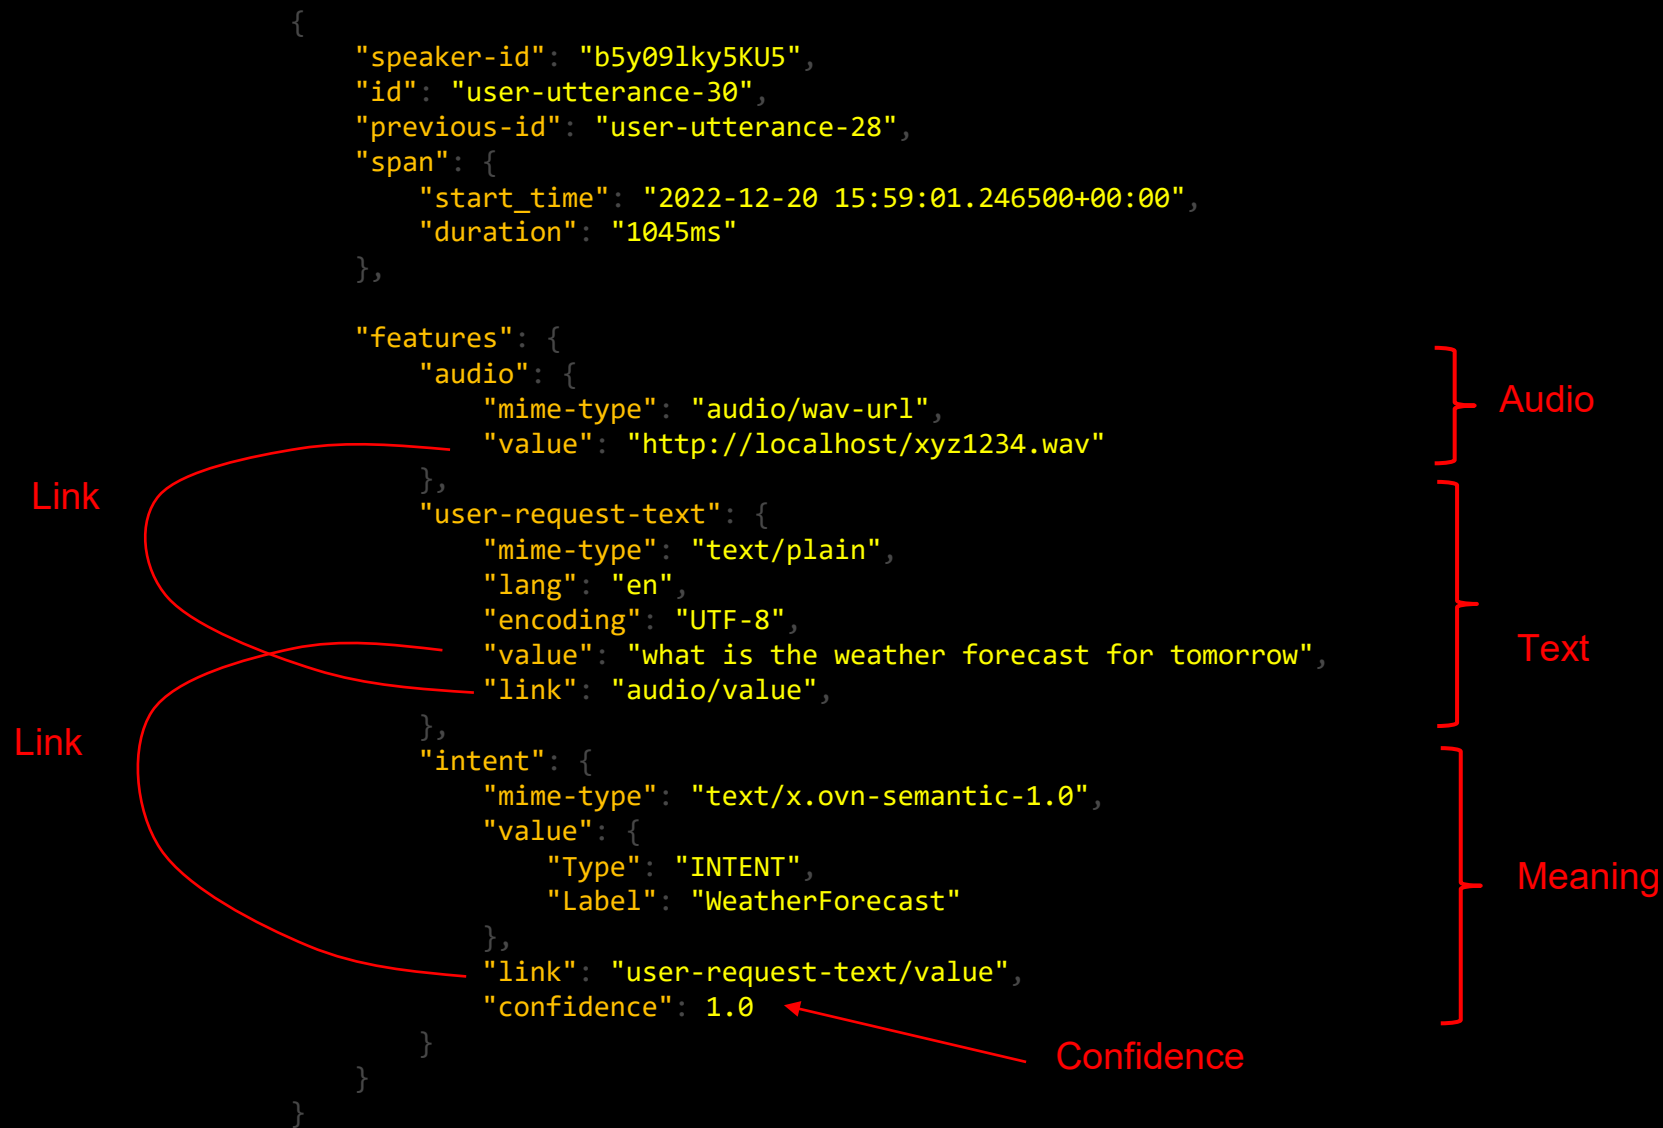 {
"speaker-id": "b5y09lky5KU5",
"id": "user-utterance-30",
"previous-id": "user-utterance-28",
"span": {
"start_time": "2022-12-20 15:59:01.246500+00:00",
"duration": "1045ms"
},
"features": {
"audio": {
"mime-type": "audio/wav-url",
"value": "http://localhost/xyz1234.wav"
},
Audio
Link
"user-request-text": {
"mime-type": "text/plain",
"lang": "en",
"encoding": "UTF-8",
"value": "what is the weather forecast for tomorrow",
"link": "audio/value",
},
Text
Link
"intent": {
"mime-type": "text/x.ovn-semantic-1.0",
"value": {
"Type": "INTENT",
"Label": "WeatherForecast"
},
"link": "user-request-text/value",
"confidence": 1.0
}
Meaning
Confidence
}
}